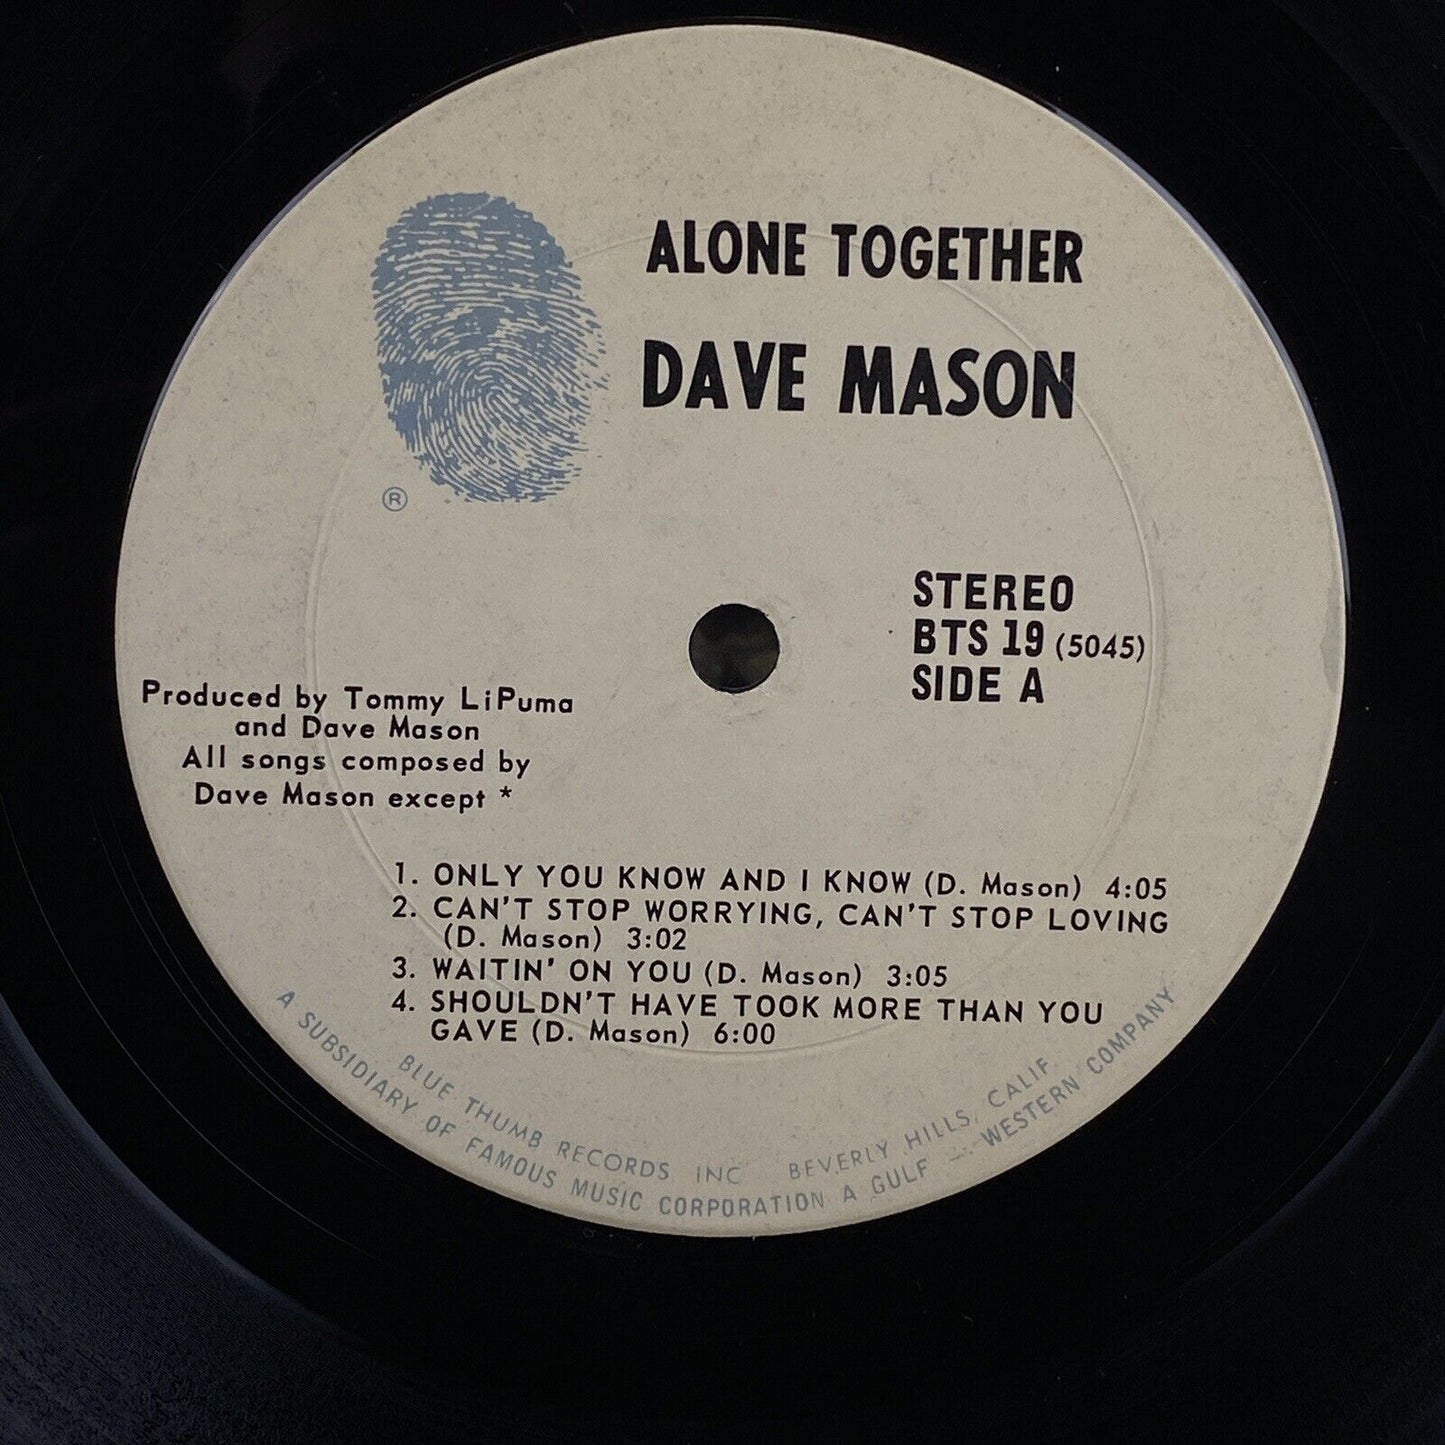 ALONE TOGETHER
DAVE MASON
®
STEREO
BTS 19 (5045)
SIDE A
Produced by Tommy LiPuma
and Dave Mason
All songs composed by
Dave Mason except *
1. ONLY YOU KNOW AND I KNOW (D. Mason) 4:05
2. CAN'T STOP WORRYING, CAN'T STOP LOVING
(D. Mason) 3:02
3. WAITIN' ON YOU (D. Mason) 3:05
4. SHOULDN'T HAVE TOOK MORE THAN YOU
GAVE (D. Mason) 6:00
BLUE THUMB RECORDS INC BEVERLY HILLS, CALIF.
A SUBSIDIARY OF FAMOUS MUSIC CORPORATION A GULF + WESTERN COMPANY